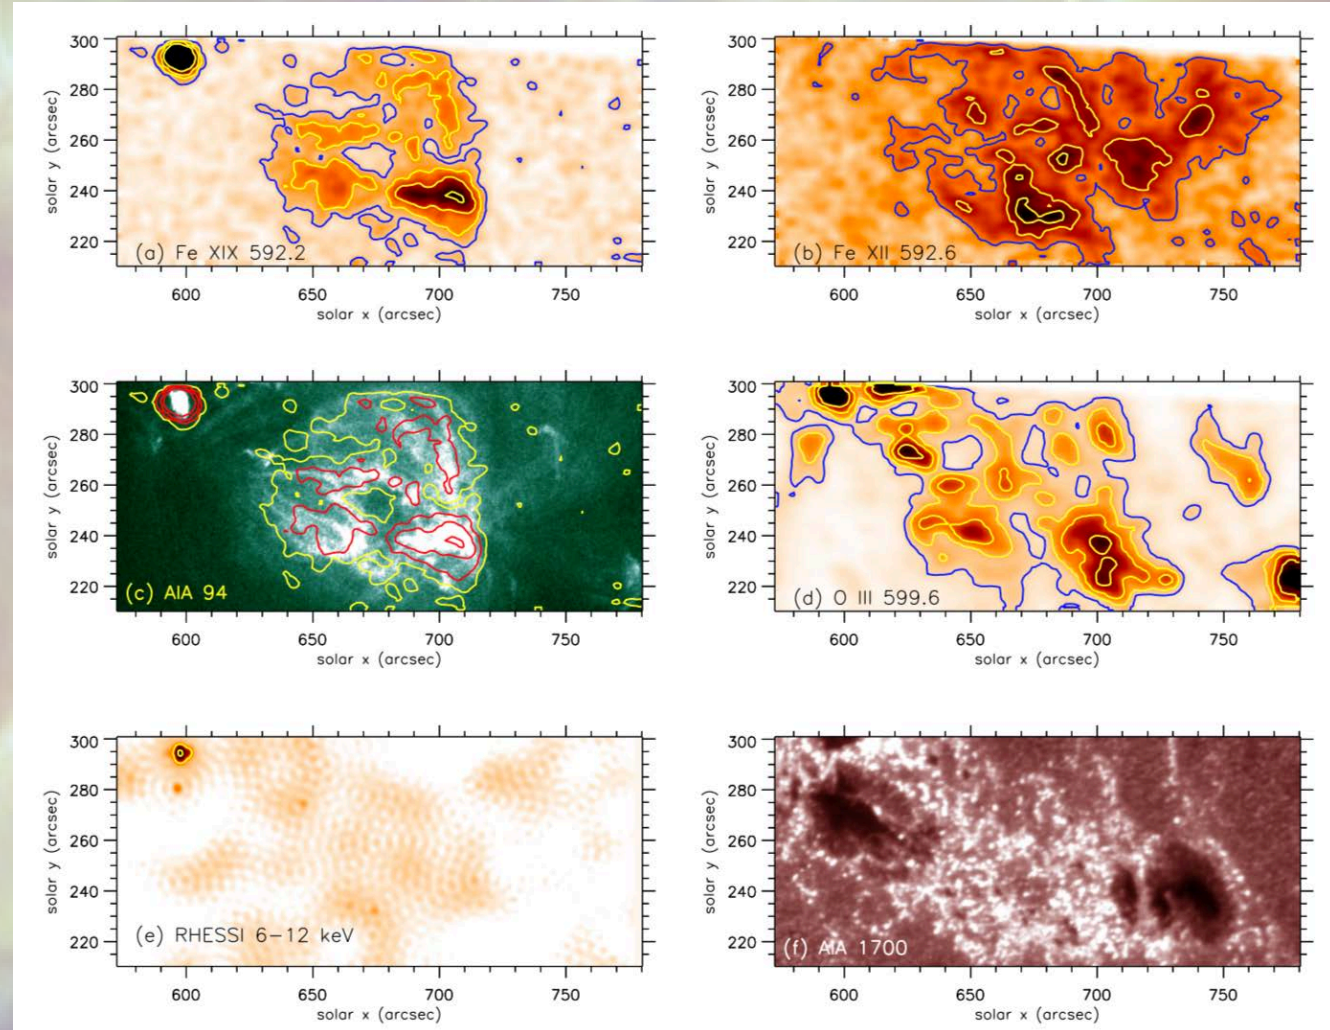 300
280
260
240
220
solar y (arcsec)
(a) Fe XIX 592.2
600 650 700 750
solar x (arcsec)
300
280
260
240
220
solar y (arcsec)
(b) Fe XII 592.6
600 650 700 750
solar x (arcsec)
300
280
260
240
220
solar y (arcsec)
(c) AIA 94
600 650 700 750
solar x (arcsec)
300
280
260
240
220
solar y (arcsec)
(d) O III 599.6
600 650 700 750
solar x (arcsec)
300
280
260
240
220
solar y (arcsec)
(e) RHESSI 6–12 keV
600 650 700 750
solar x (arcsec)
300
280
260
240
220
solar y (arcsec)
(f) AIA 1700
600 650 700 750
solar x (arcsec)